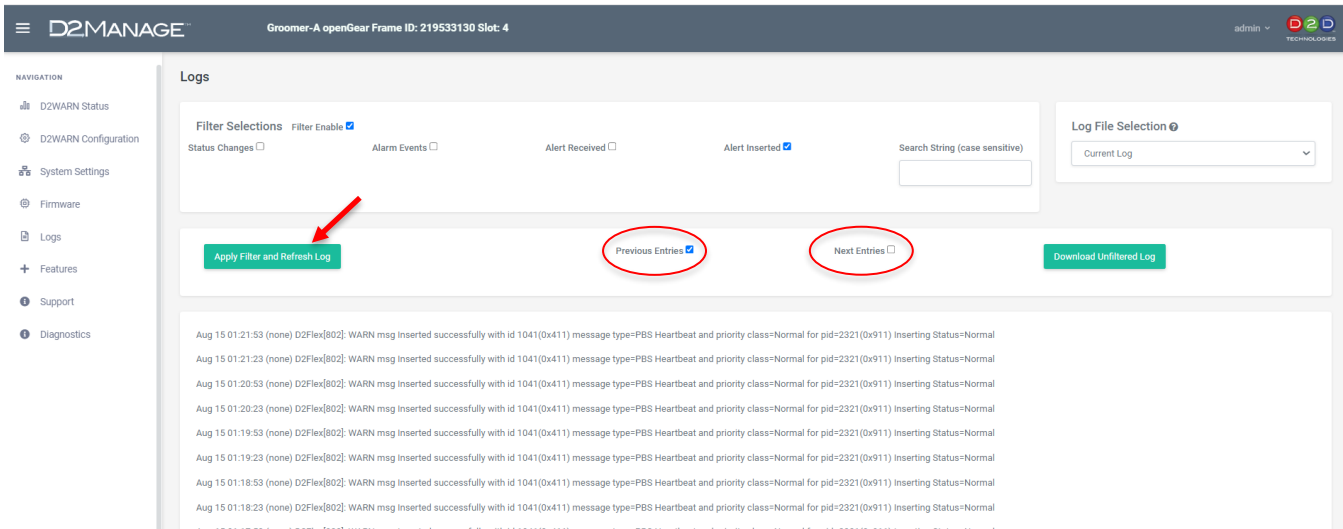 D2MANAGE™ Groomer-A openGear Frame ID: 219533130 Slot: 4 admin D2D TECHNOLOGIES
NAVIGATION
D2WARN Status
D2WARN Configuration
System Settings
Firmware
Logs
Features
Support
Diagnostics
Logs
Filter Selections Filter Enable
Status Changes Alarm Events Alert Received Alert Inserted Search String (case sensitive)
Log File Selection
Current Log
Apply Filter and Refresh Log Previous Entries Next Entries Download Unfiltered Log
Aug 15 01:21:53 (none) D2Flex[802]: WARN msg Inserted successfully with id 1041(0x411) message type=PBS Heartbeat and priority class=Normal for pid=2321(0x911) Inserting Status=Normal
Aug 15 01:21:23 (none) D2Flex[802]: WARN msg Inserted successfully with id 1041(0x411) message type=PBS Heartbeat and priority class=Normal for pid=2321(0x911) Inserting Status=Normal
Aug 15 01:20:53 (none) D2Flex[802]: WARN msg Inserted successfully with id 1041(0x411) message type=PBS Heartbeat and priority class=Normal for pid=2321(0x911) Inserting Status=Normal
Aug 15 01:20:23 (none) D2Flex[802]: WARN msg Inserted successfully with id 1041(0x411) message type=PBS Heartbeat and priority class=Normal for pid=2321(0x911) Inserting Status=Normal
Aug 15 01:19:53 (none) D2Flex[802]: WARN msg Inserted successfully with id 1041(0x411) message type=PBS Heartbeat and priority class=Normal for pid=2321(0x911) Inserting Status=Normal
Aug 15 01:19:23 (none) D2Flex[802]: WARN msg Inserted successfully with id 1041(0x411) message type=PBS Heartbeat and priority class=Normal for pid=2321(0x911) Inserting Status=Normal
Aug 15 01:18:53 (none) D2Flex[802]: WARN msg Inserted successfully with id 1041(0x411) message type=PBS Heartbeat and priority class=Normal for pid=2321(0x911) Inserting Status=Normal
Aug 15 01:18:23 (none) D2Flex[802]: WARN msg Inserted successfully with id 1041(0x411) message type=PBS Heartbeat and priority class=Normal for pid=2321(0x911) Inserting Status=Normal